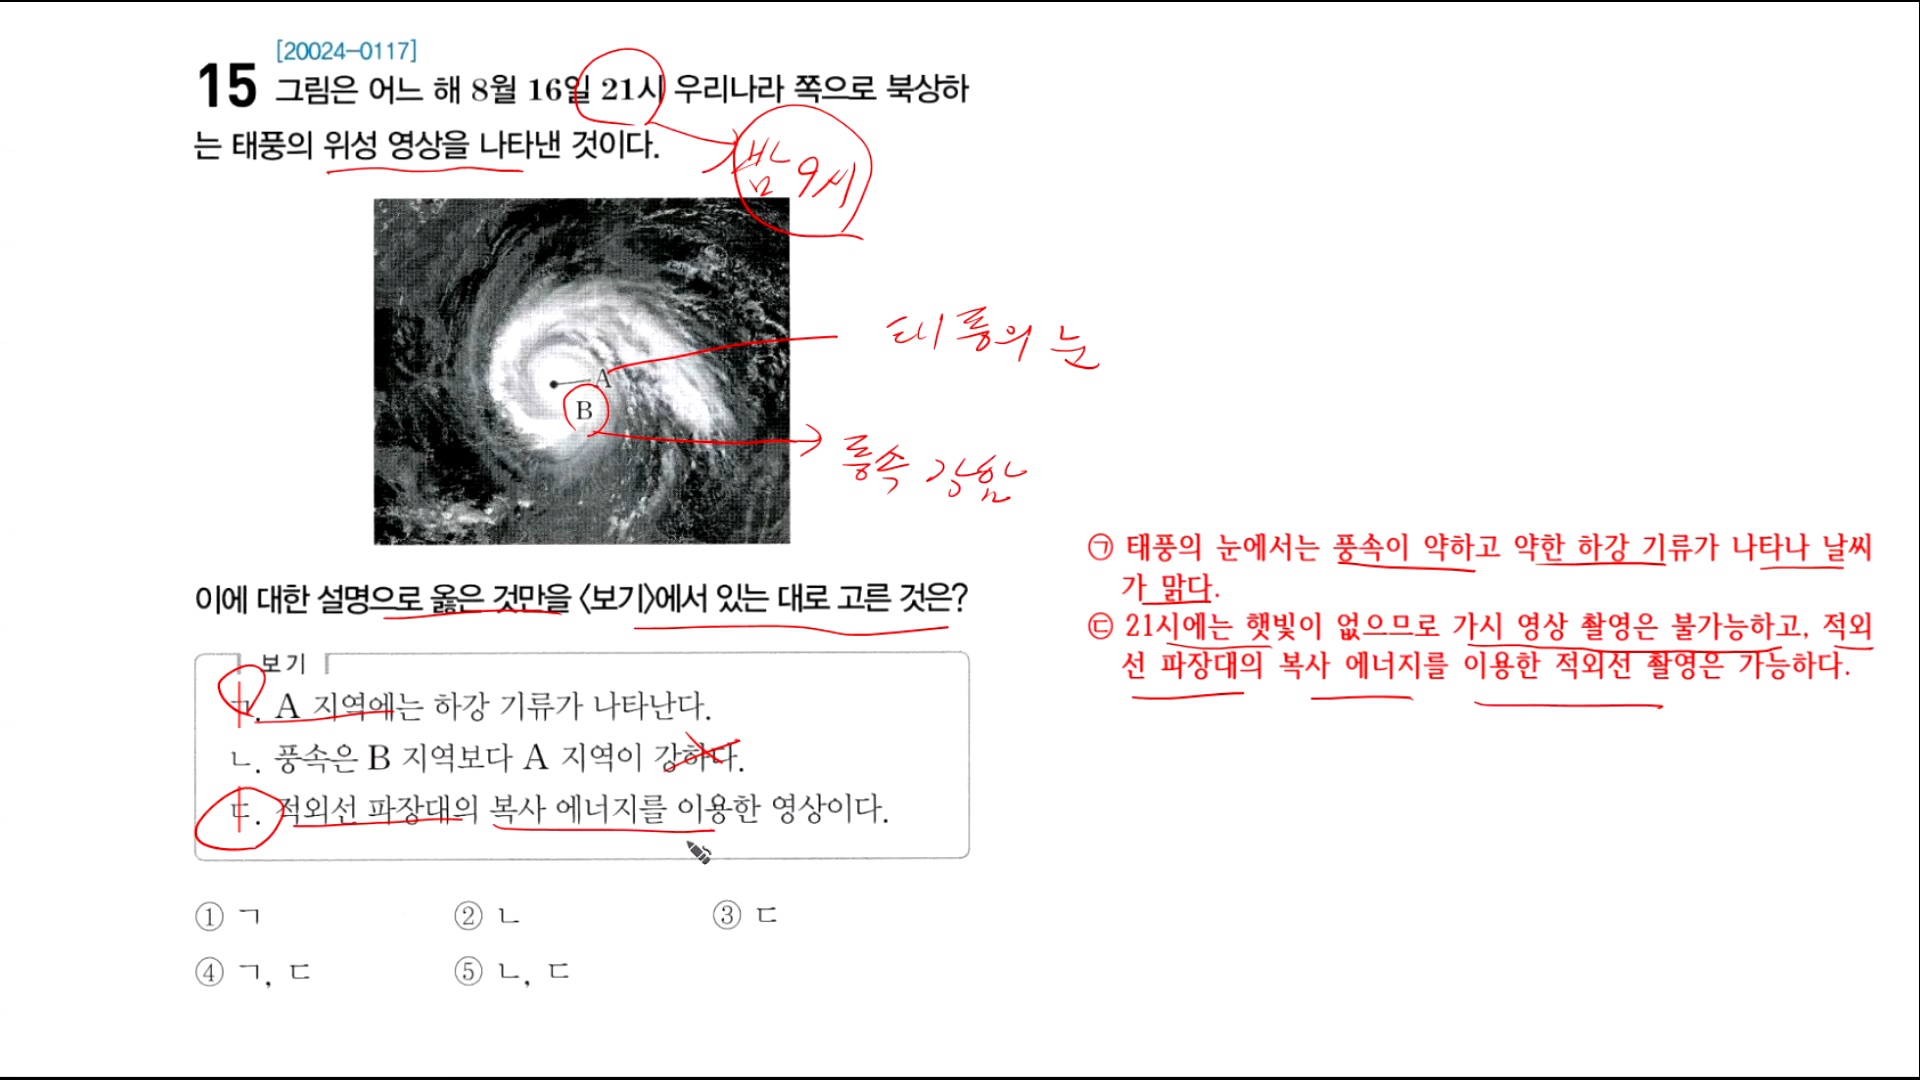 [20024-0117]
15 그림은 어느 해 8월 16일 21시 우리나라 쪽으로 북상하
는 태풍의 위성 영상을 나타낸 것이다.
밤 9시
A
태풍의 눈
B
풍속 강함
이에 대한 설명으로 옳은 것만을 〈보기〉에서 있는 대로 고른 것은?
보기
ㄱ. A 지역에는 하강 기류가 나타난다.
ㄴ. 풍속은 B 지역보다 A 지역이 강하다.
ㄷ. 적외선 파장대의 복사 에너지를 이용한 영상이다.
① ㄱ ② ㄴ ③ ㄷ
④ ㄱ, ㄷ ⑤ ㄴ, ㄷ
㉠ 태풍의 눈에서는 풍속이 약하고 약한 하강 기류가 나타나 날씨
가 맑다.
㉢ 21시에는 햇빛이 없으므로 가시 영상 촬영은 불가능하고, 적외
선 파장대의 복사 에너지를 이용한 적외선 촬영은 가능하다.